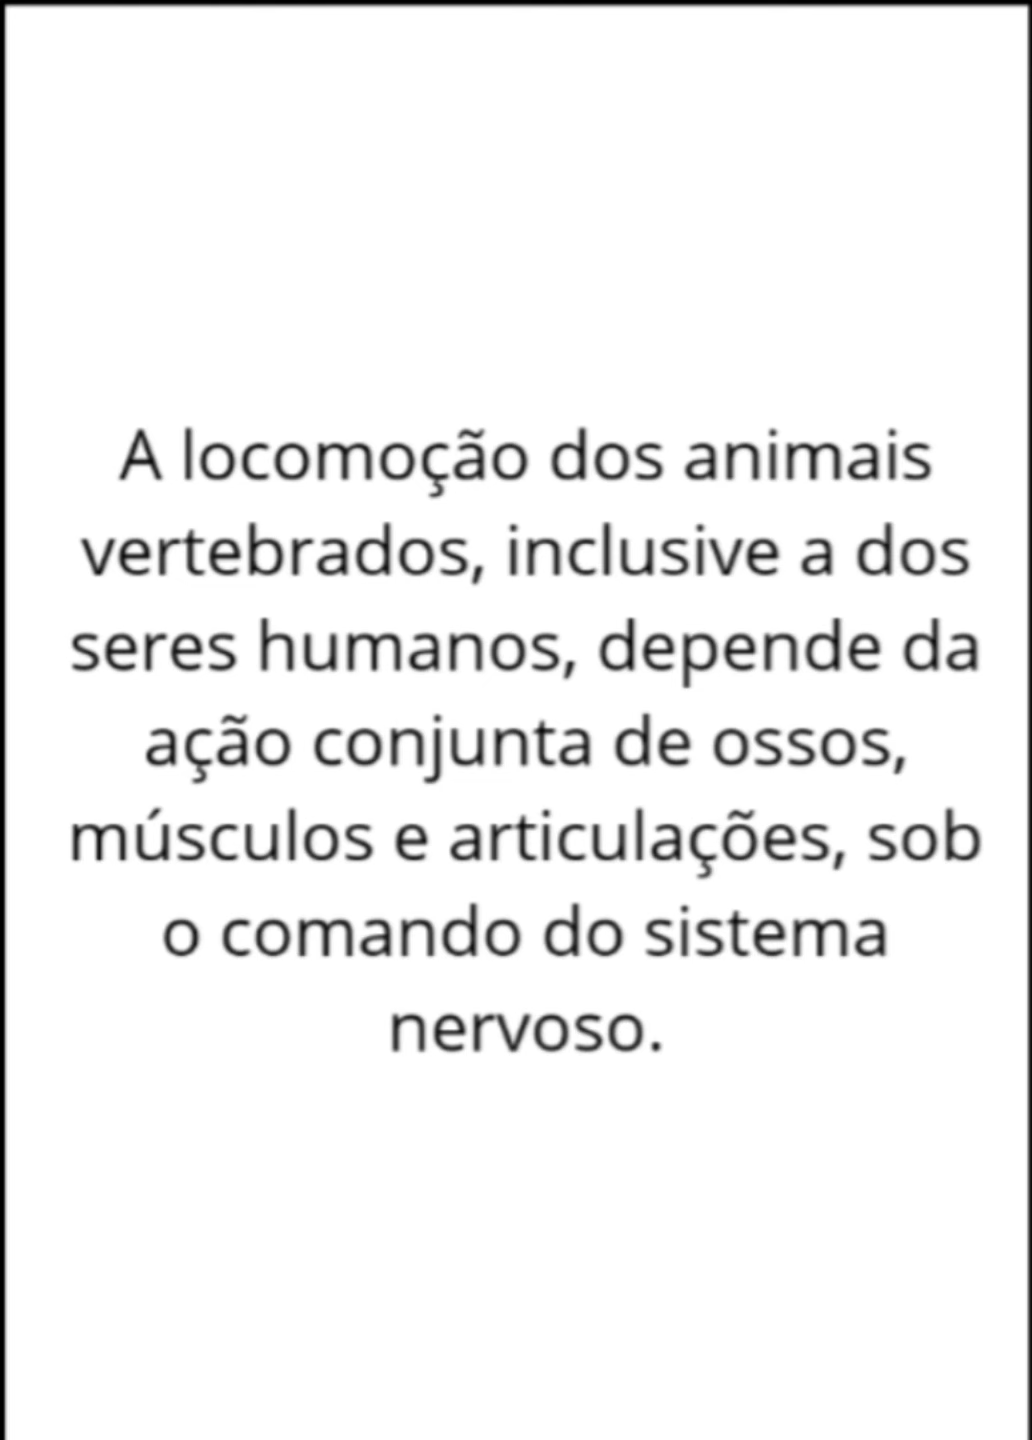 A locomoção dos animais
vertebrados, inclusive a dos
seres humanos, depende da
ação conjunta de ossos,
músculos e articulações, sob
o comando do sistema
nervoso.